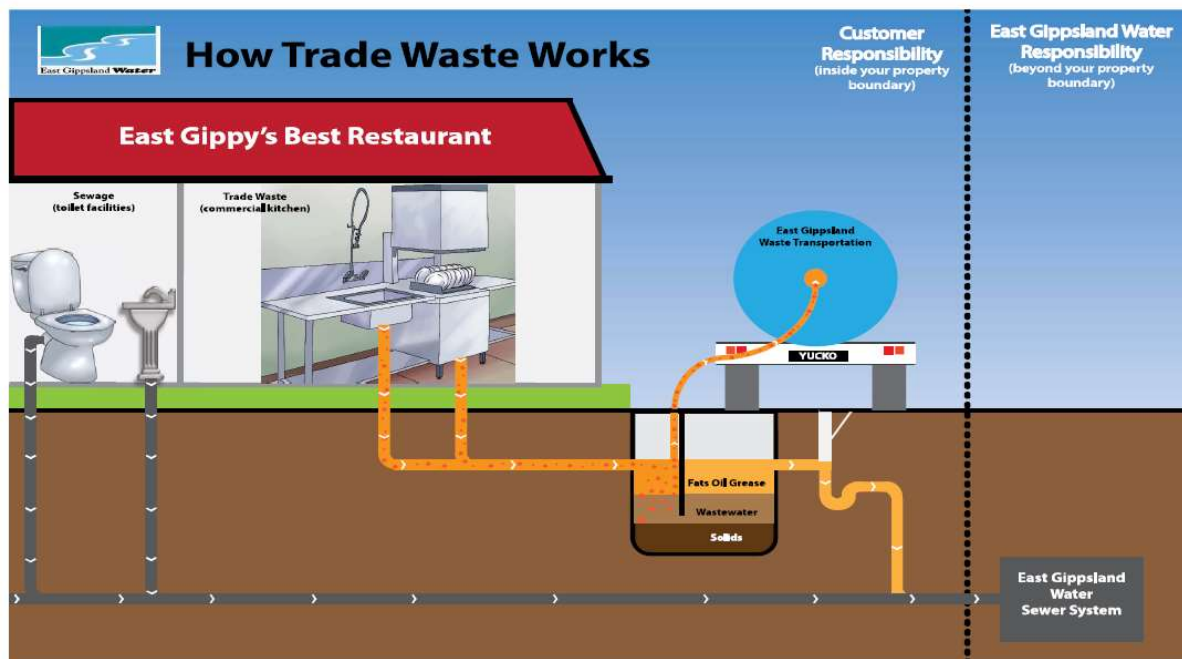 East Gippsland Water
How Trade Waste Works
Customer
Responsibility
(inside your property
boundary)
East Gippsland Water
Responsibility
(beyond your property
boundary)
East Gippy's Best Restaurant
Sewage
(toilet facilities)
Trade Waste
(commercial kitchen)
East Gippsland
Waste Transportation
YUCKO
Fats Oil Grease
Wastewater
Solids
East Gippsland
Water
Sewer System